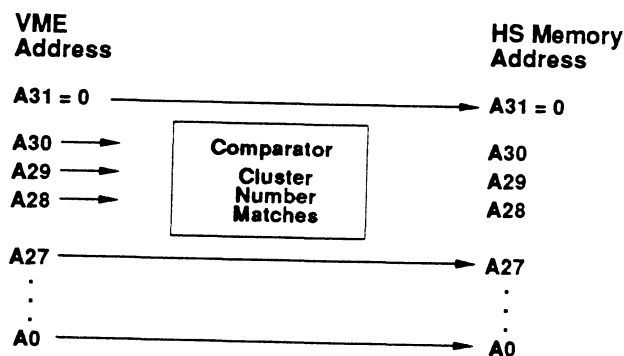 VME
Address
HS Memory
Address
A31 = 0
A31 = 0
A30
A29
A28
Comparator
Cluster
Number
Matches
A30
A29
A28
A27
A27
.
.
.
.
.
.
A0
A0